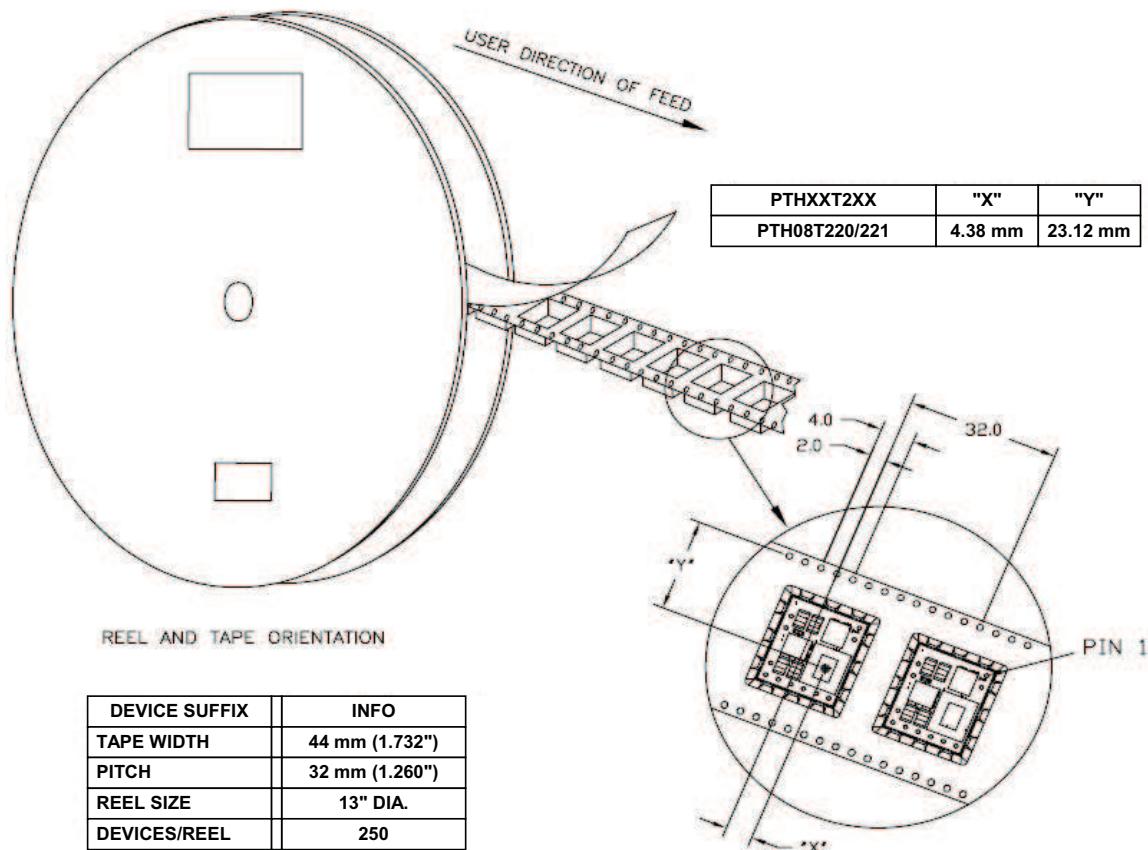 USER DIRECTION OF FEED
PTHXXT2XX "X" "Y"
PTH08T220/221 4.38 mm 23.12 mm
4.0
2.0
32.0
"Y"
PIN 1
"X"
REEL AND TAPE ORIENTATION
DEVICE SUFFIX INFO
TAPE WIDTH 44 mm (1.732")
PITCH 32 mm (1.260")
REEL SIZE 13" DIA.
DEVICES/REEL 250